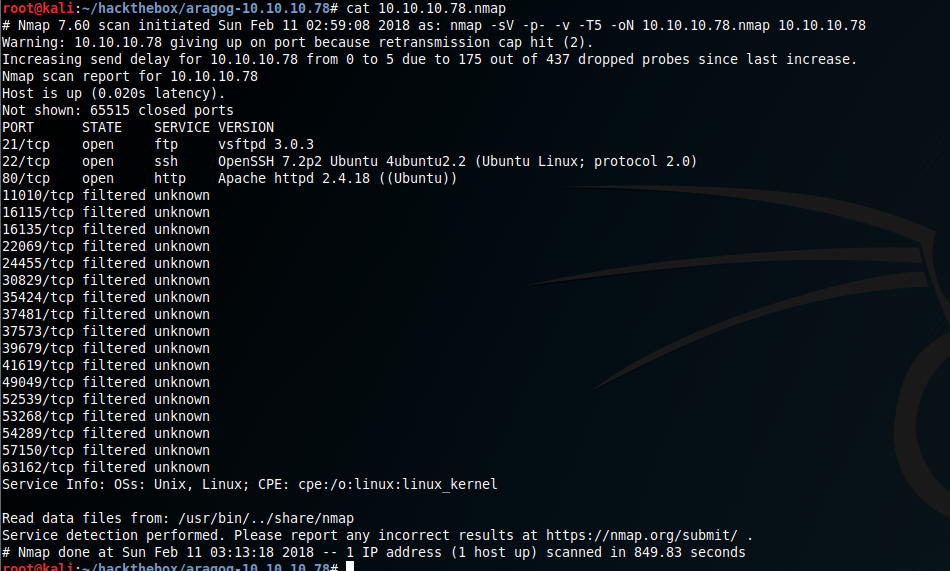 root@kali:~/hackthebox/aragog-10.10.10.78# cat 10.10.10.78.nmap
# Nmap 7.60 scan initiated Sun Feb 11 02:59:08 2018 as: nmap -sV -p- -v -T5 -oN 10.10.10.78.nmap 10.10.10.78
Warning: 10.10.10.78 giving up on port because retransmission cap hit (2).
Increasing send delay for 10.10.10.78 from 0 to 5 due to 175 out of 437 dropped probes since last increase.
Nmap scan report for 10.10.10.78
Host is up (0.020s latency).
Not shown: 65515 closed ports
PORT      STATE    SERVICE VERSION
21/tcp    open     ftp     vsftpd 3.0.3
22/tcp    open     ssh     OpenSSH 7.2p2 Ubuntu 4ubuntu2.2 (Ubuntu Linux; protocol 2.0)
80/tcp    open     http    Apache httpd 2.4.18 ((Ubuntu))
11010/tcp filtered unknown
16115/tcp filtered unknown
16135/tcp filtered unknown
22069/tcp filtered unknown
24455/tcp filtered unknown
30829/tcp filtered unknown
35424/tcp filtered unknown
37481/tcp filtered unknown
37573/tcp filtered unknown
39679/tcp filtered unknown
41619/tcp filtered unknown
49049/tcp filtered unknown
52539/tcp filtered unknown
53268/tcp filtered unknown
54289/tcp filtered unknown
57150/tcp filtered unknown
63162/tcp filtered unknown
Service Info: OSs: Unix, Linux; CPE: cpe:/o:linux:linux_kernel

Read data files from: /usr/bin/../share/nmap
Service detection performed. Please report any incorrect results at https://nmap.org/submit/ .
# Nmap done at Sun Feb 11 03:13:18 2018 -- 1 IP address (1 host up) scanned in 849.83 seconds
root@kali:~/hackthebox/aragog-10.10.10.78#